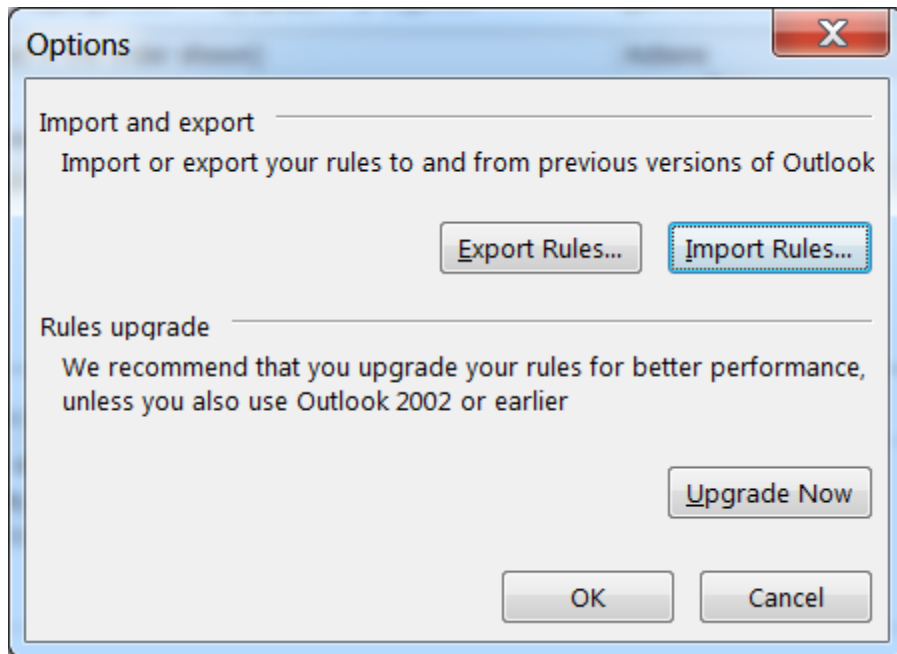 Options
Import and export
Import or export your rules to and from previous versions of Outlook
Export Rules...
Import Rules...
Rules upgrade
We recommend that you upgrade your rules for better performance,
unless you also use Outlook 2002 or earlier
Upgrade Now
OK
Cancel